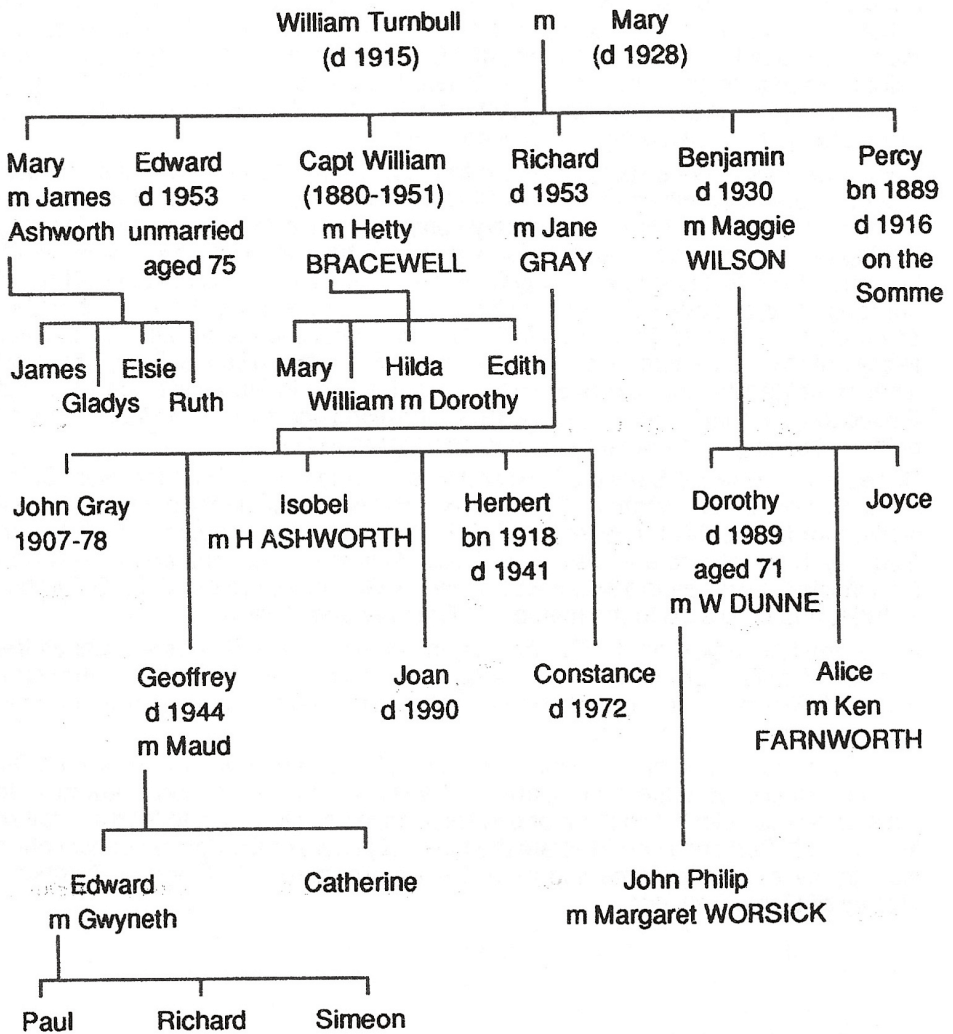 William Turnbull m Mary
(d 1915) (d 1928)
Mary
m James
Ashworth
Edward
d 1953
unmarried
aged 75
Capt William
(1880-1951)
m Hetty
BRACEWELL
Richard
d 1953
m Jane
GRAY
Benjamin
d 1930
m Maggie
WILSON
Percy
bn 1889
d 1916
on the
Somme
James Elsie
Gladys Ruth
Mary Hilda Edith
William m Dorothy
John Gray
1907-78
Isobel
m H ASHWORTH
Herbert
bn 1918
d 1941
Dorothy
d 1989
aged 71
m W DUNNE
Joyce
Geoffrey
d 1944
m Maud
Joan
d 1990
Constance
d 1972
Alice
m Ken
FARNWORTH
Edward
m Gwyneth
Catherine
John Philip
m Margaret WORSICK
Paul Richard Simeon